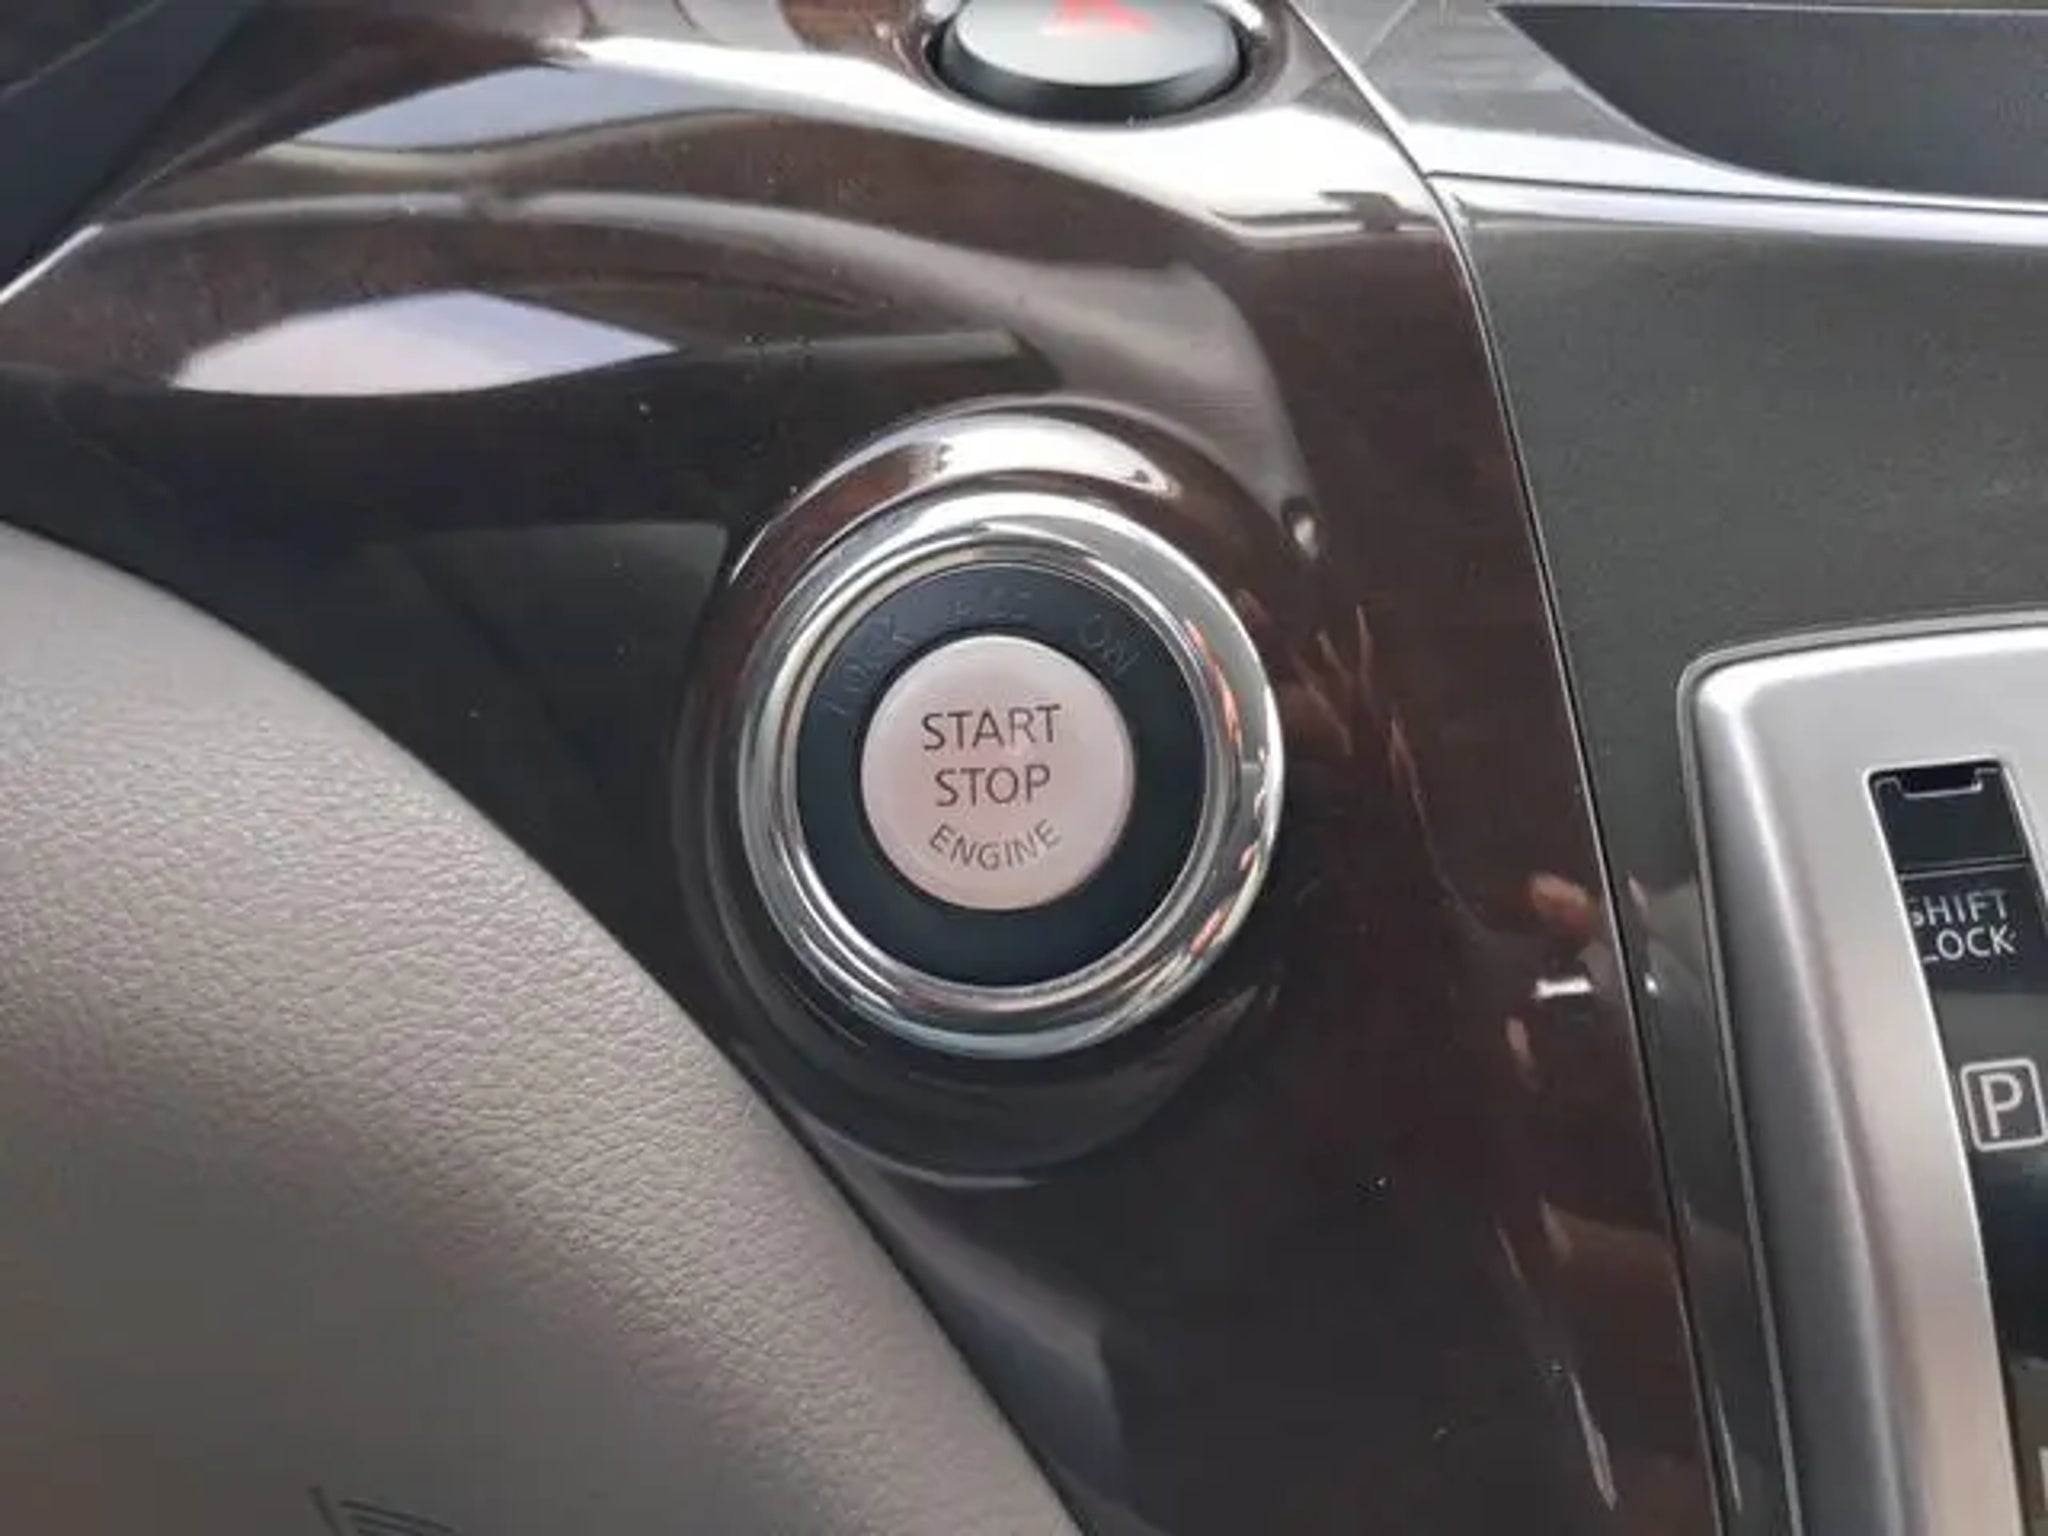 LOCK ACC ON
START
STOP
ENGINE
SHIFT
LOCK
P